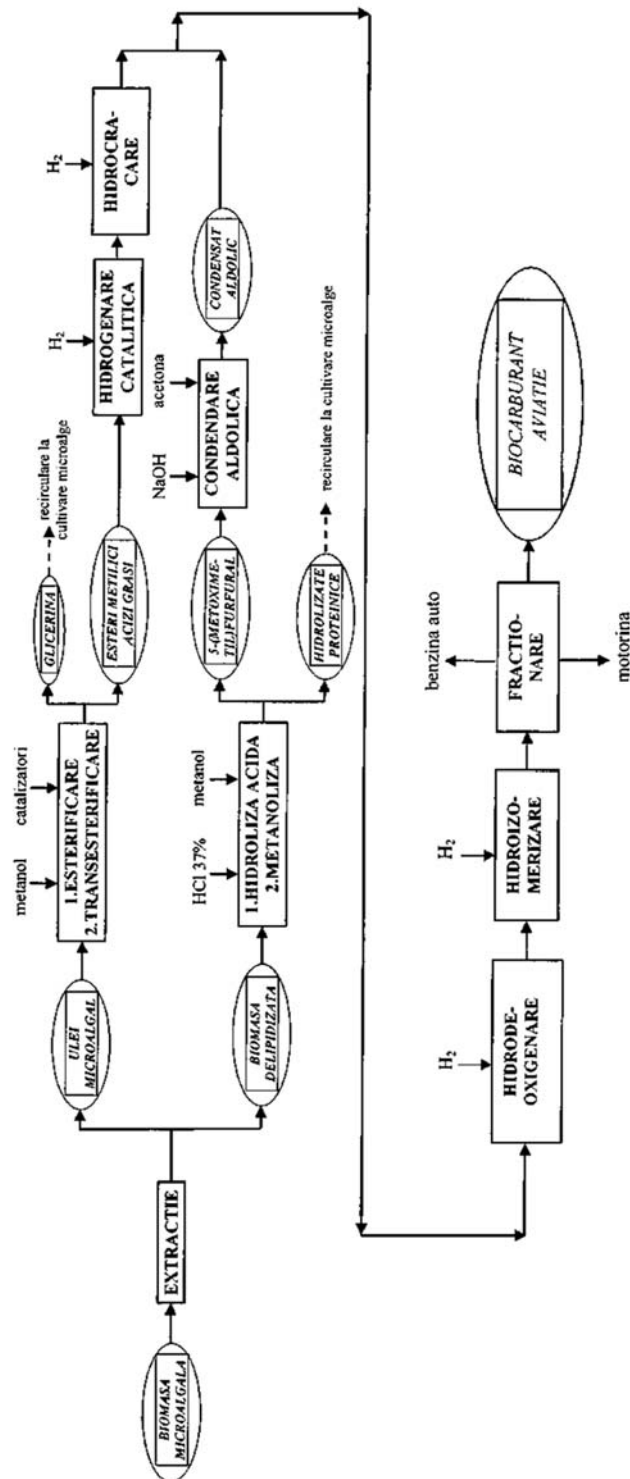 BIOMASA
MICROALGALA
EXTRACTIE
ULEI
MICROALGAL
metanol
catalizatori
1.ESTERIFICARE
2.TRANSESTERIFICARE
GLICERINA
recirculare la
cultivare microalge
ESTERI METILICI
ACIZI GRASI
H2
HIDROGENARE
CATALITICA
H2
HIDROCRA-
CARE
BIOMASA
DELIPIDIZATA
HCl 37%
metanol
1.HIDROLIZA ACIDA
2.METANOLIZA
5-(METOXIME-
TIL)FURFURAL
NaOH
acetona
CONDENDARE
ALDOLICA
CONDENSAT
ALDOLIC
HIDROLIZATE
PROTEINICE
recirculare la cultivare microalge
H2
HIDRODE-
OXIGENARE
H2
HIDROIZO-
MERIZARE
benzina auto
FRACTIO-
NARE
motorina
BIOCARBURANT
AVIATIE